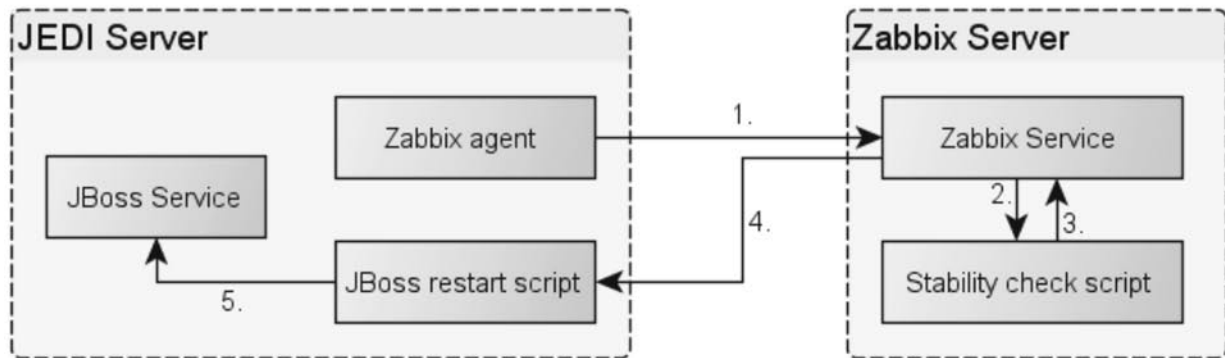 JEDI Server
Zabbix Server
Zabbix agent
1.
Zabbix Service
JBoss Service
4.
2.
3.
JBoss restart script
Stability check script
5.